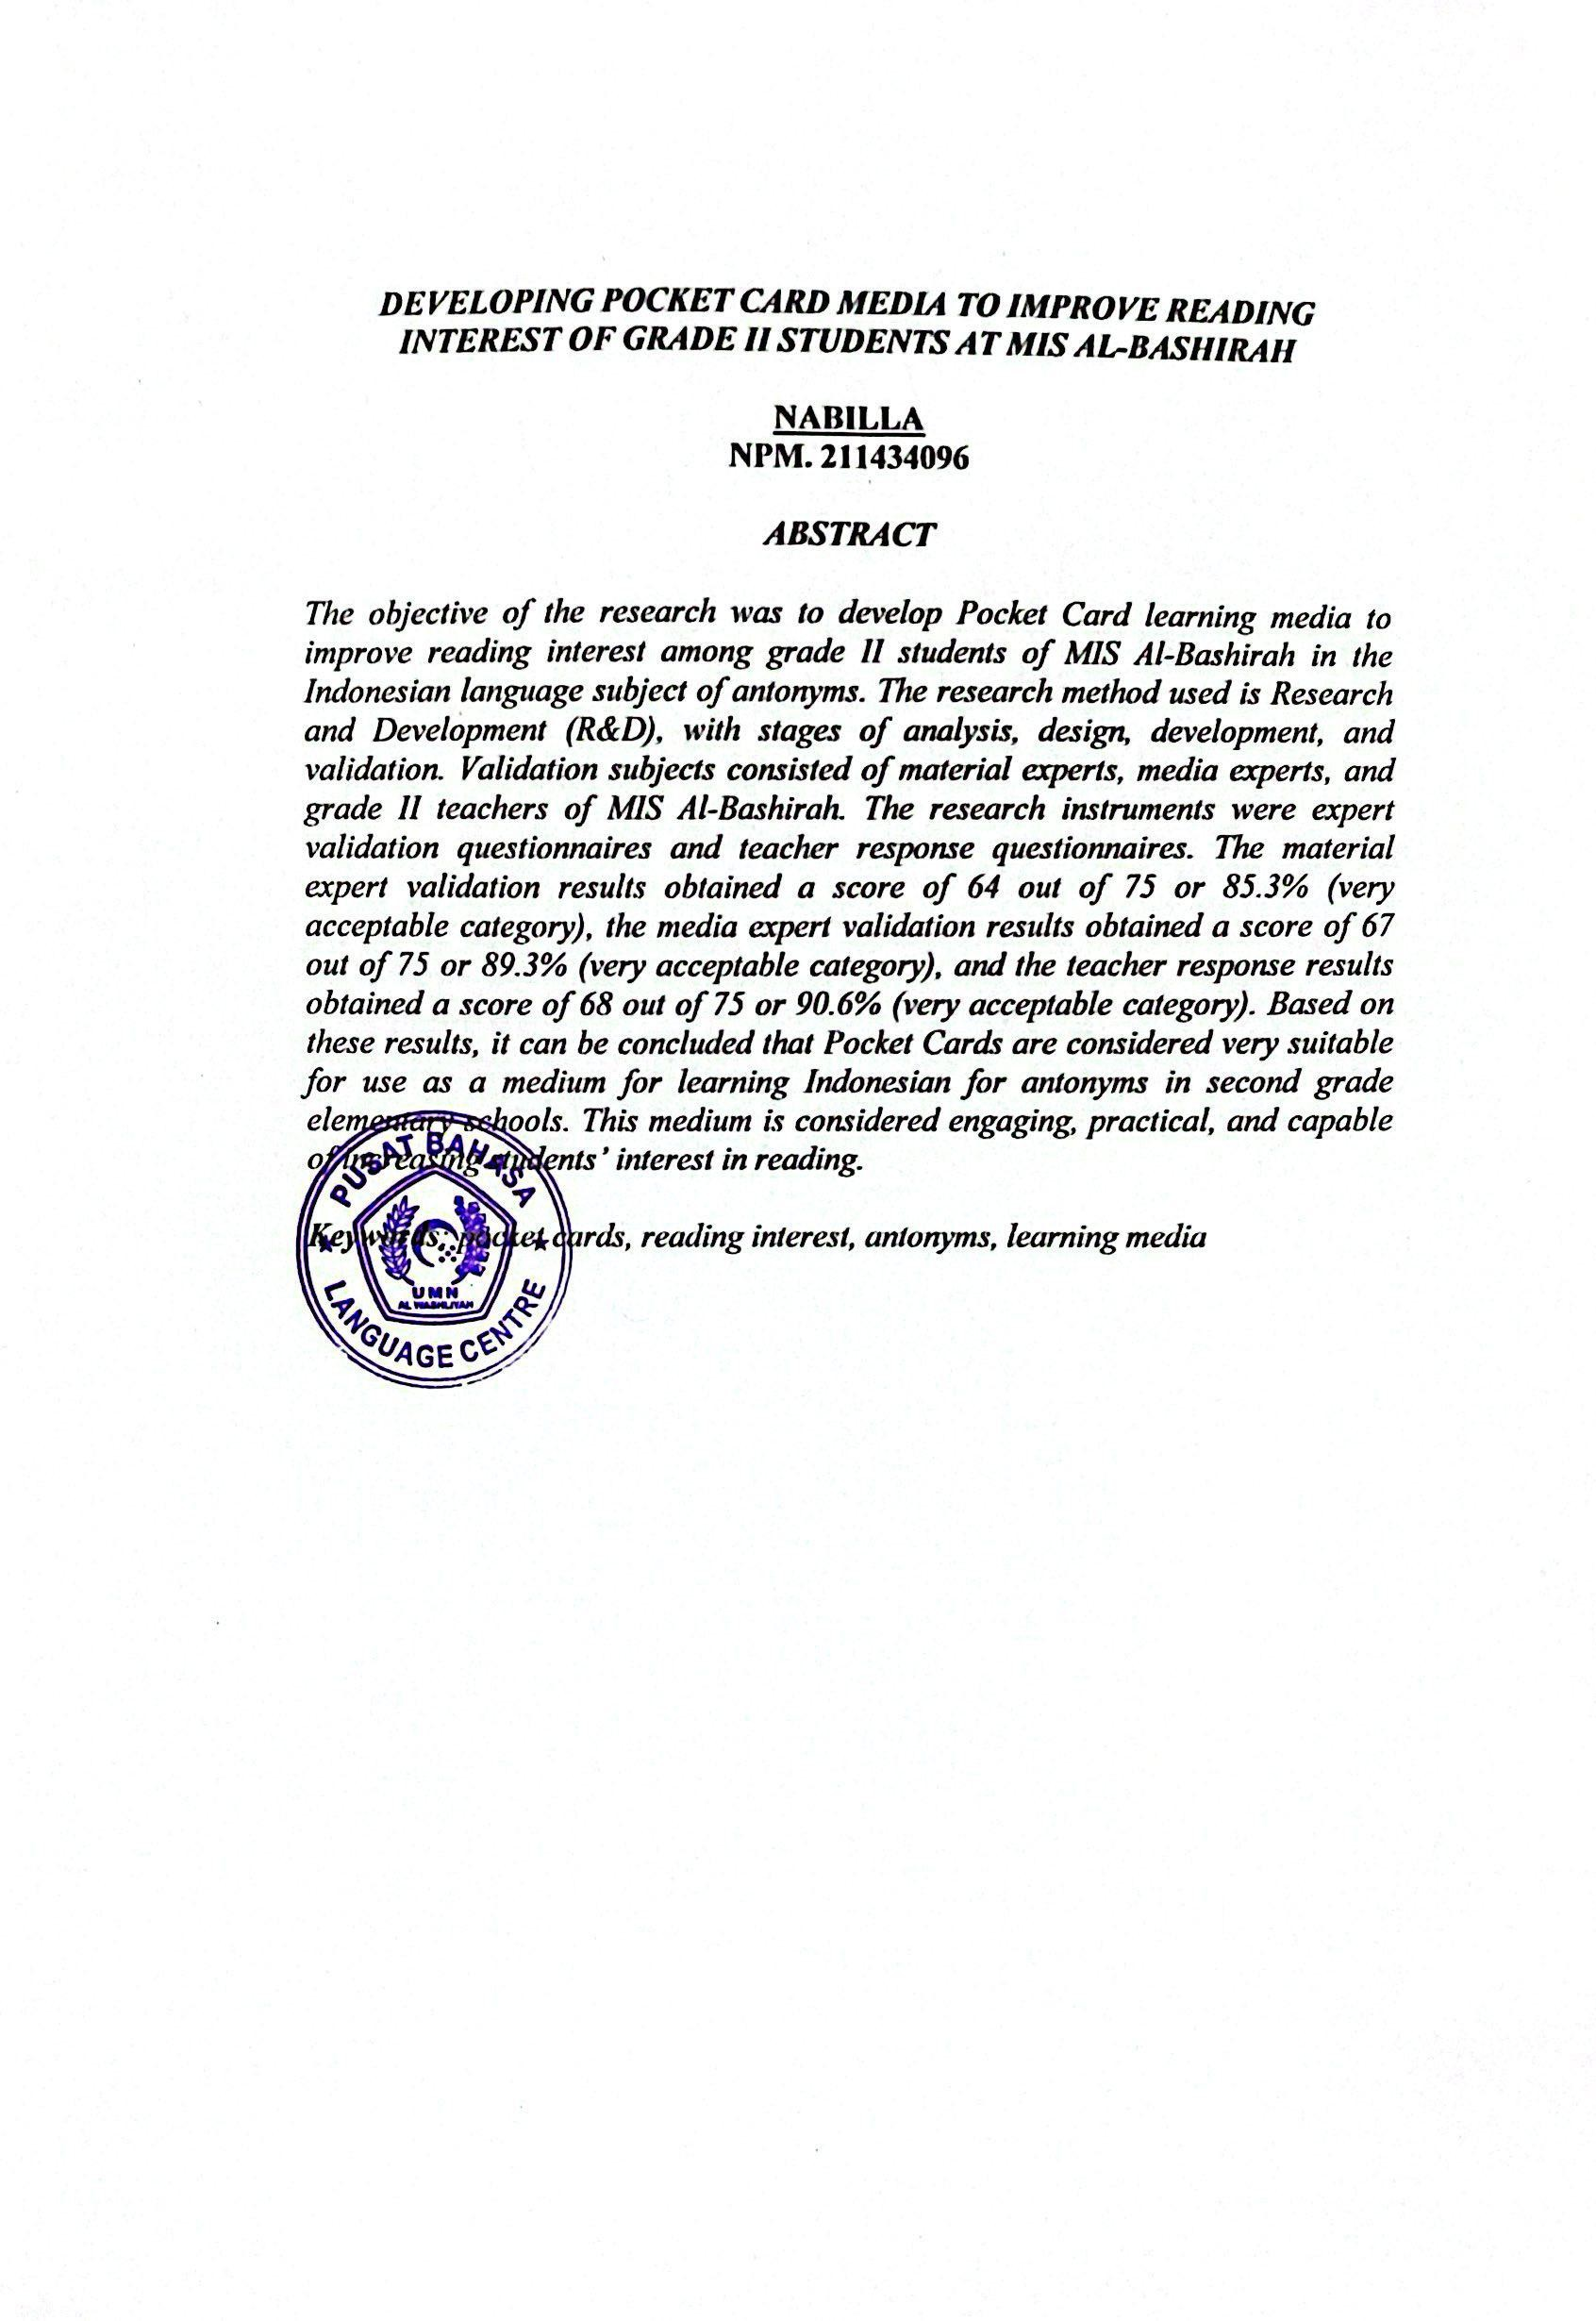 DEVELOPING POCKET CARD MEDIA TO IMPROVE READING
INTEREST OF GRADE II STUDENTS AT MIS AL-BASHIRAH
NABILLA
NPM. 211434096
ABSTRACT
The objective of the research was to develop Pocket Card learning media to
improve reading interest among grade II students of MIS Al-Bashirah in the
Indonesian language subject of antonyms. The research method used is Research
and Development (R&D), with stages of analysis, design, development, and
validation. Validation subjects consisted of material experts, media experts, and
grade II teachers of MIS Al-Bashirah. The research instruments were expert
validation questionnaires and teacher response questionnaires. The material
expert validation results obtained a score of 64 out of 75 or 85.3% (very
acceptable category), the media expert validation results obtained a score of 67
out of 75 or 89.3% (very acceptable category), and the teacher response results
obtained a score of 68 out of 75 or 90.6% (very acceptable category). Based on
these results, it can be concluded that Pocket Cards are considered very suitable
for use as a medium for learning Indonesian for antonyms in second grade
elementary schools. This medium is considered engaging, practical, and capable
of increasing students' interest in reading.
Keywords: pocket cards, reading interest, antonyms, learning media
PUSAT BAHASA
UMN
AL WASHLIYAH
LANGUAGE CENTRE